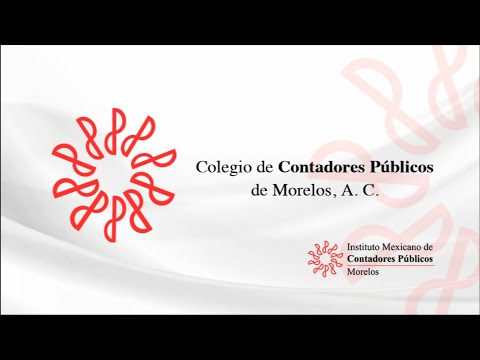 Colegio de Contadores Públicos
de Morelos, A. C.
Instituto Mexicano de
Contadores Públicos
Morelos